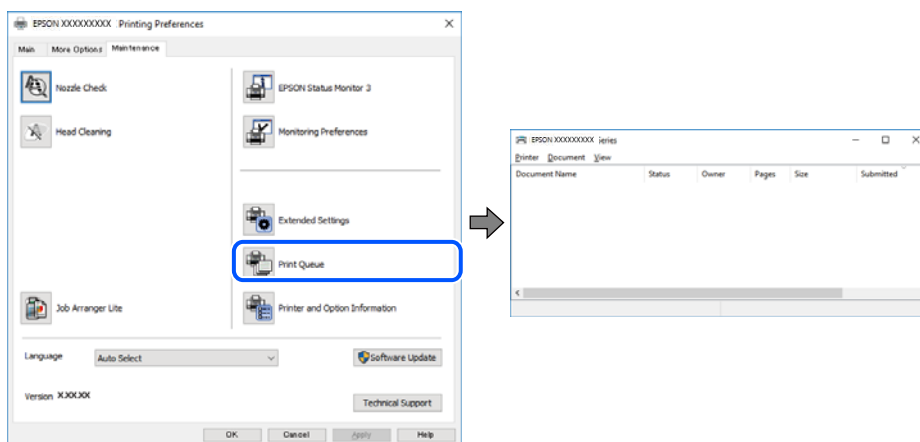 EPSON XXXXXXXXX Printing Preferences
Main More Options Maintenance
Nozzle Check
Head Cleaning
Job Arranger Lite
EPSON Status Monitor 3
Monitoring Preferences
Extended Settings
Print Queue
Printer and Option Information
Language Auto Select
Software Update
Version X.XX.XX
Technical Support
OK Cancel Apply Help
EPSON XXXXXXXXX ieries
Printer Document View
Document Name Status Owner Pages Size Submitted